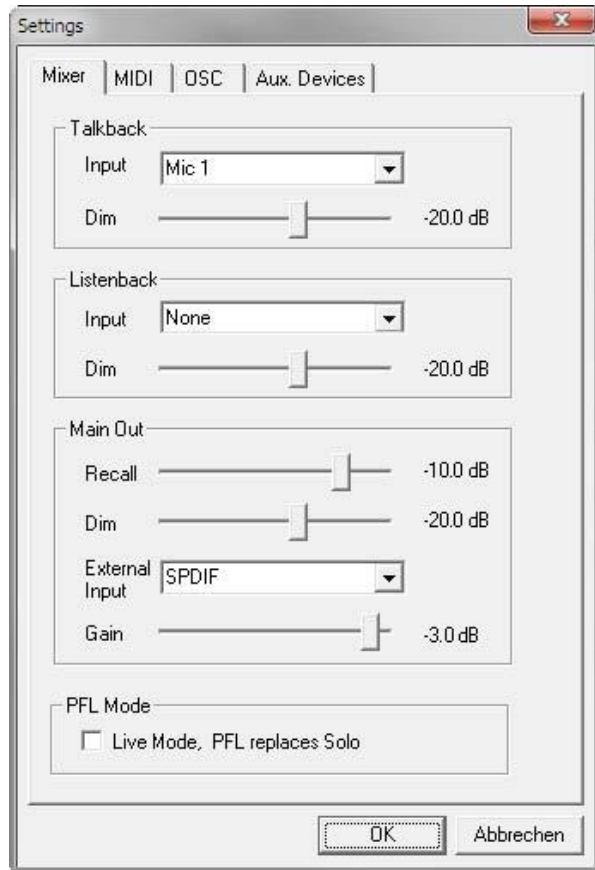 Settings
Mixer MIDI OSC Aux. Devices
Talkback
Input Mic 1
Dim -20.0 dB
Listenback
Input None
Dim -20.0 dB
Main Out
Recall -10.0 dB
Dim -20.0 dB
External
Input SPDIF
Gain -3.0 dB
PFL Mode
Live Mode, PFL replaces Solo
OK Abbrechen